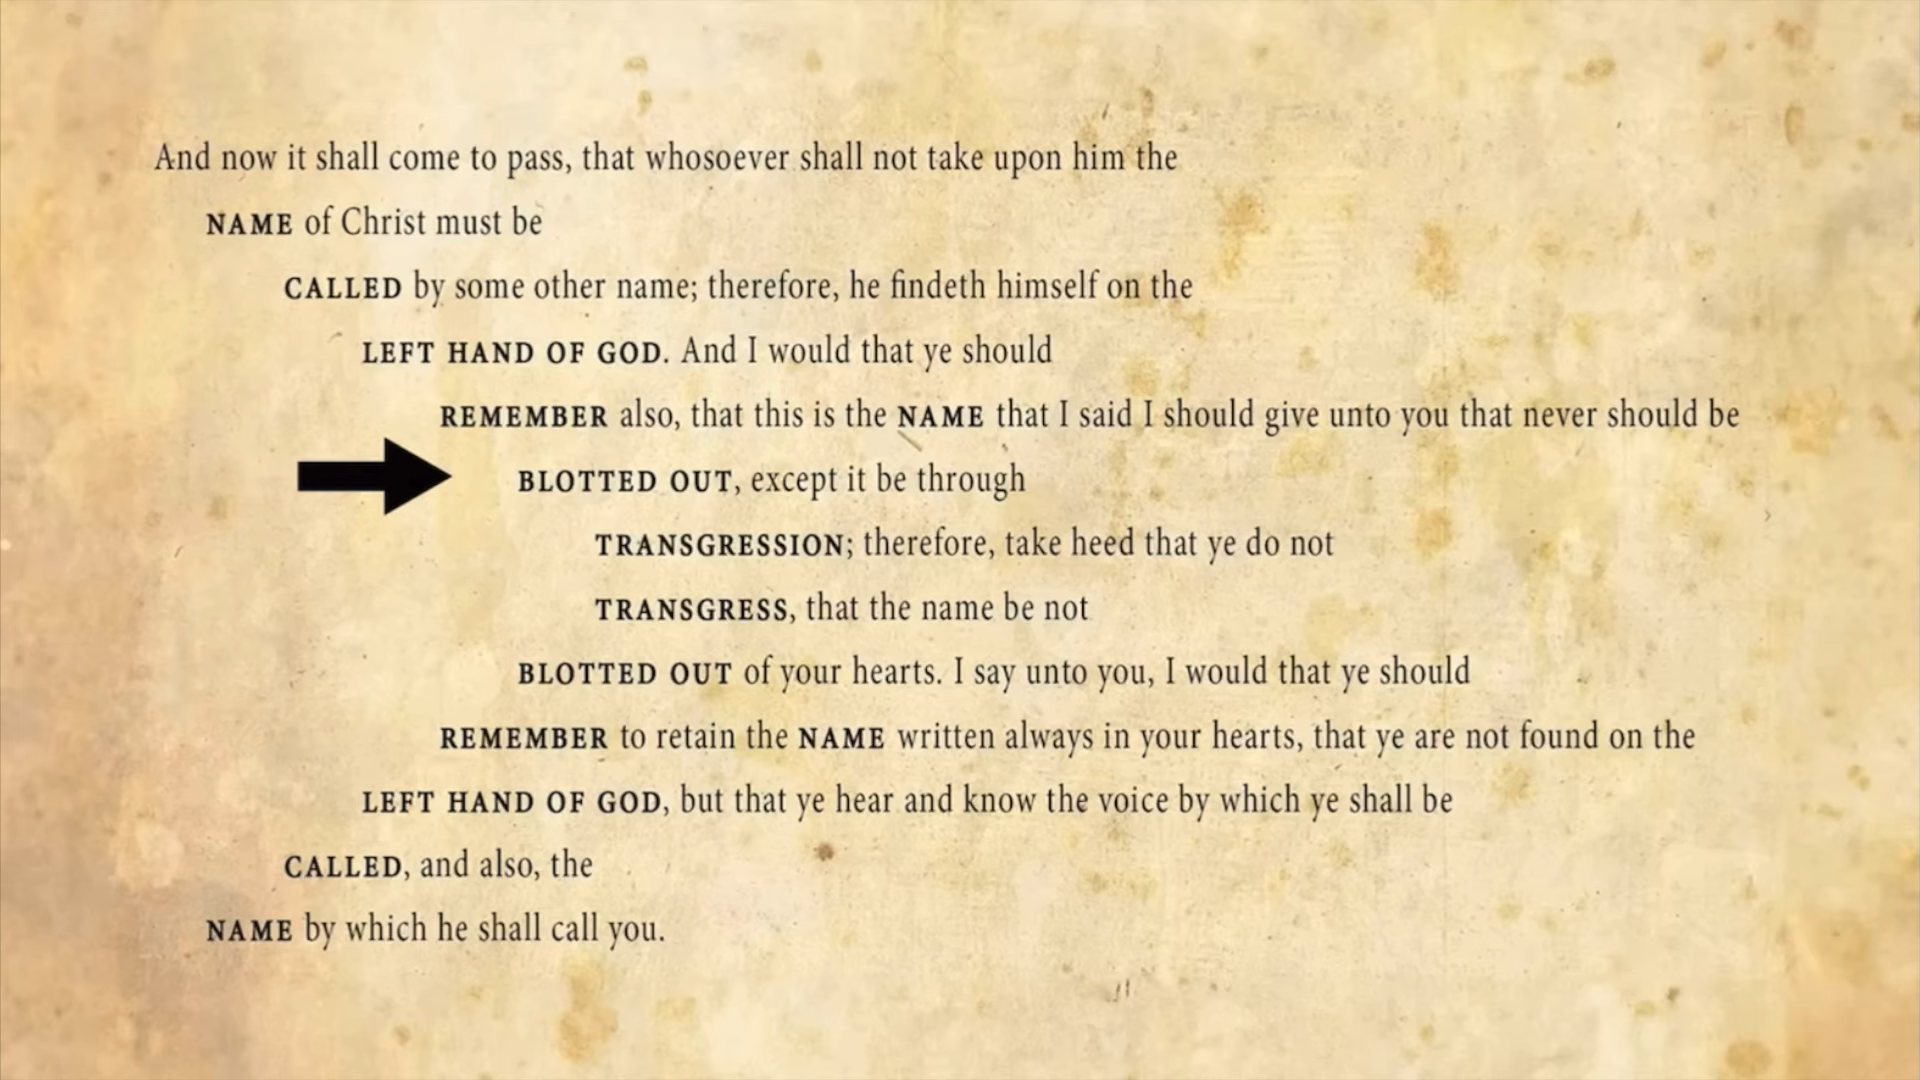 And now it shall come to pass, that whosoever shall not take upon him the
NAME of Christ must be
CALLED by some other name; therefore, he findeth himself on the
LEFT HAND OF GOD. And I would that ye should
REMEMBER also, that this is the NAME that I said I should give unto you that never should be
BLOTTED OUT, except it be through
TRANSGRESSION; therefore, take heed that ye do not
TRANSGRESS, that the name be not
BLOTTED OUT of your hearts. I say unto you, I would that ye should
REMEMBER to retain the NAME written always in your hearts, that ye are not found on the
LEFT HAND OF GOD, but that ye hear and know the voice by which ye shall be
CALLED, and also, the
NAME by which he shall call you.